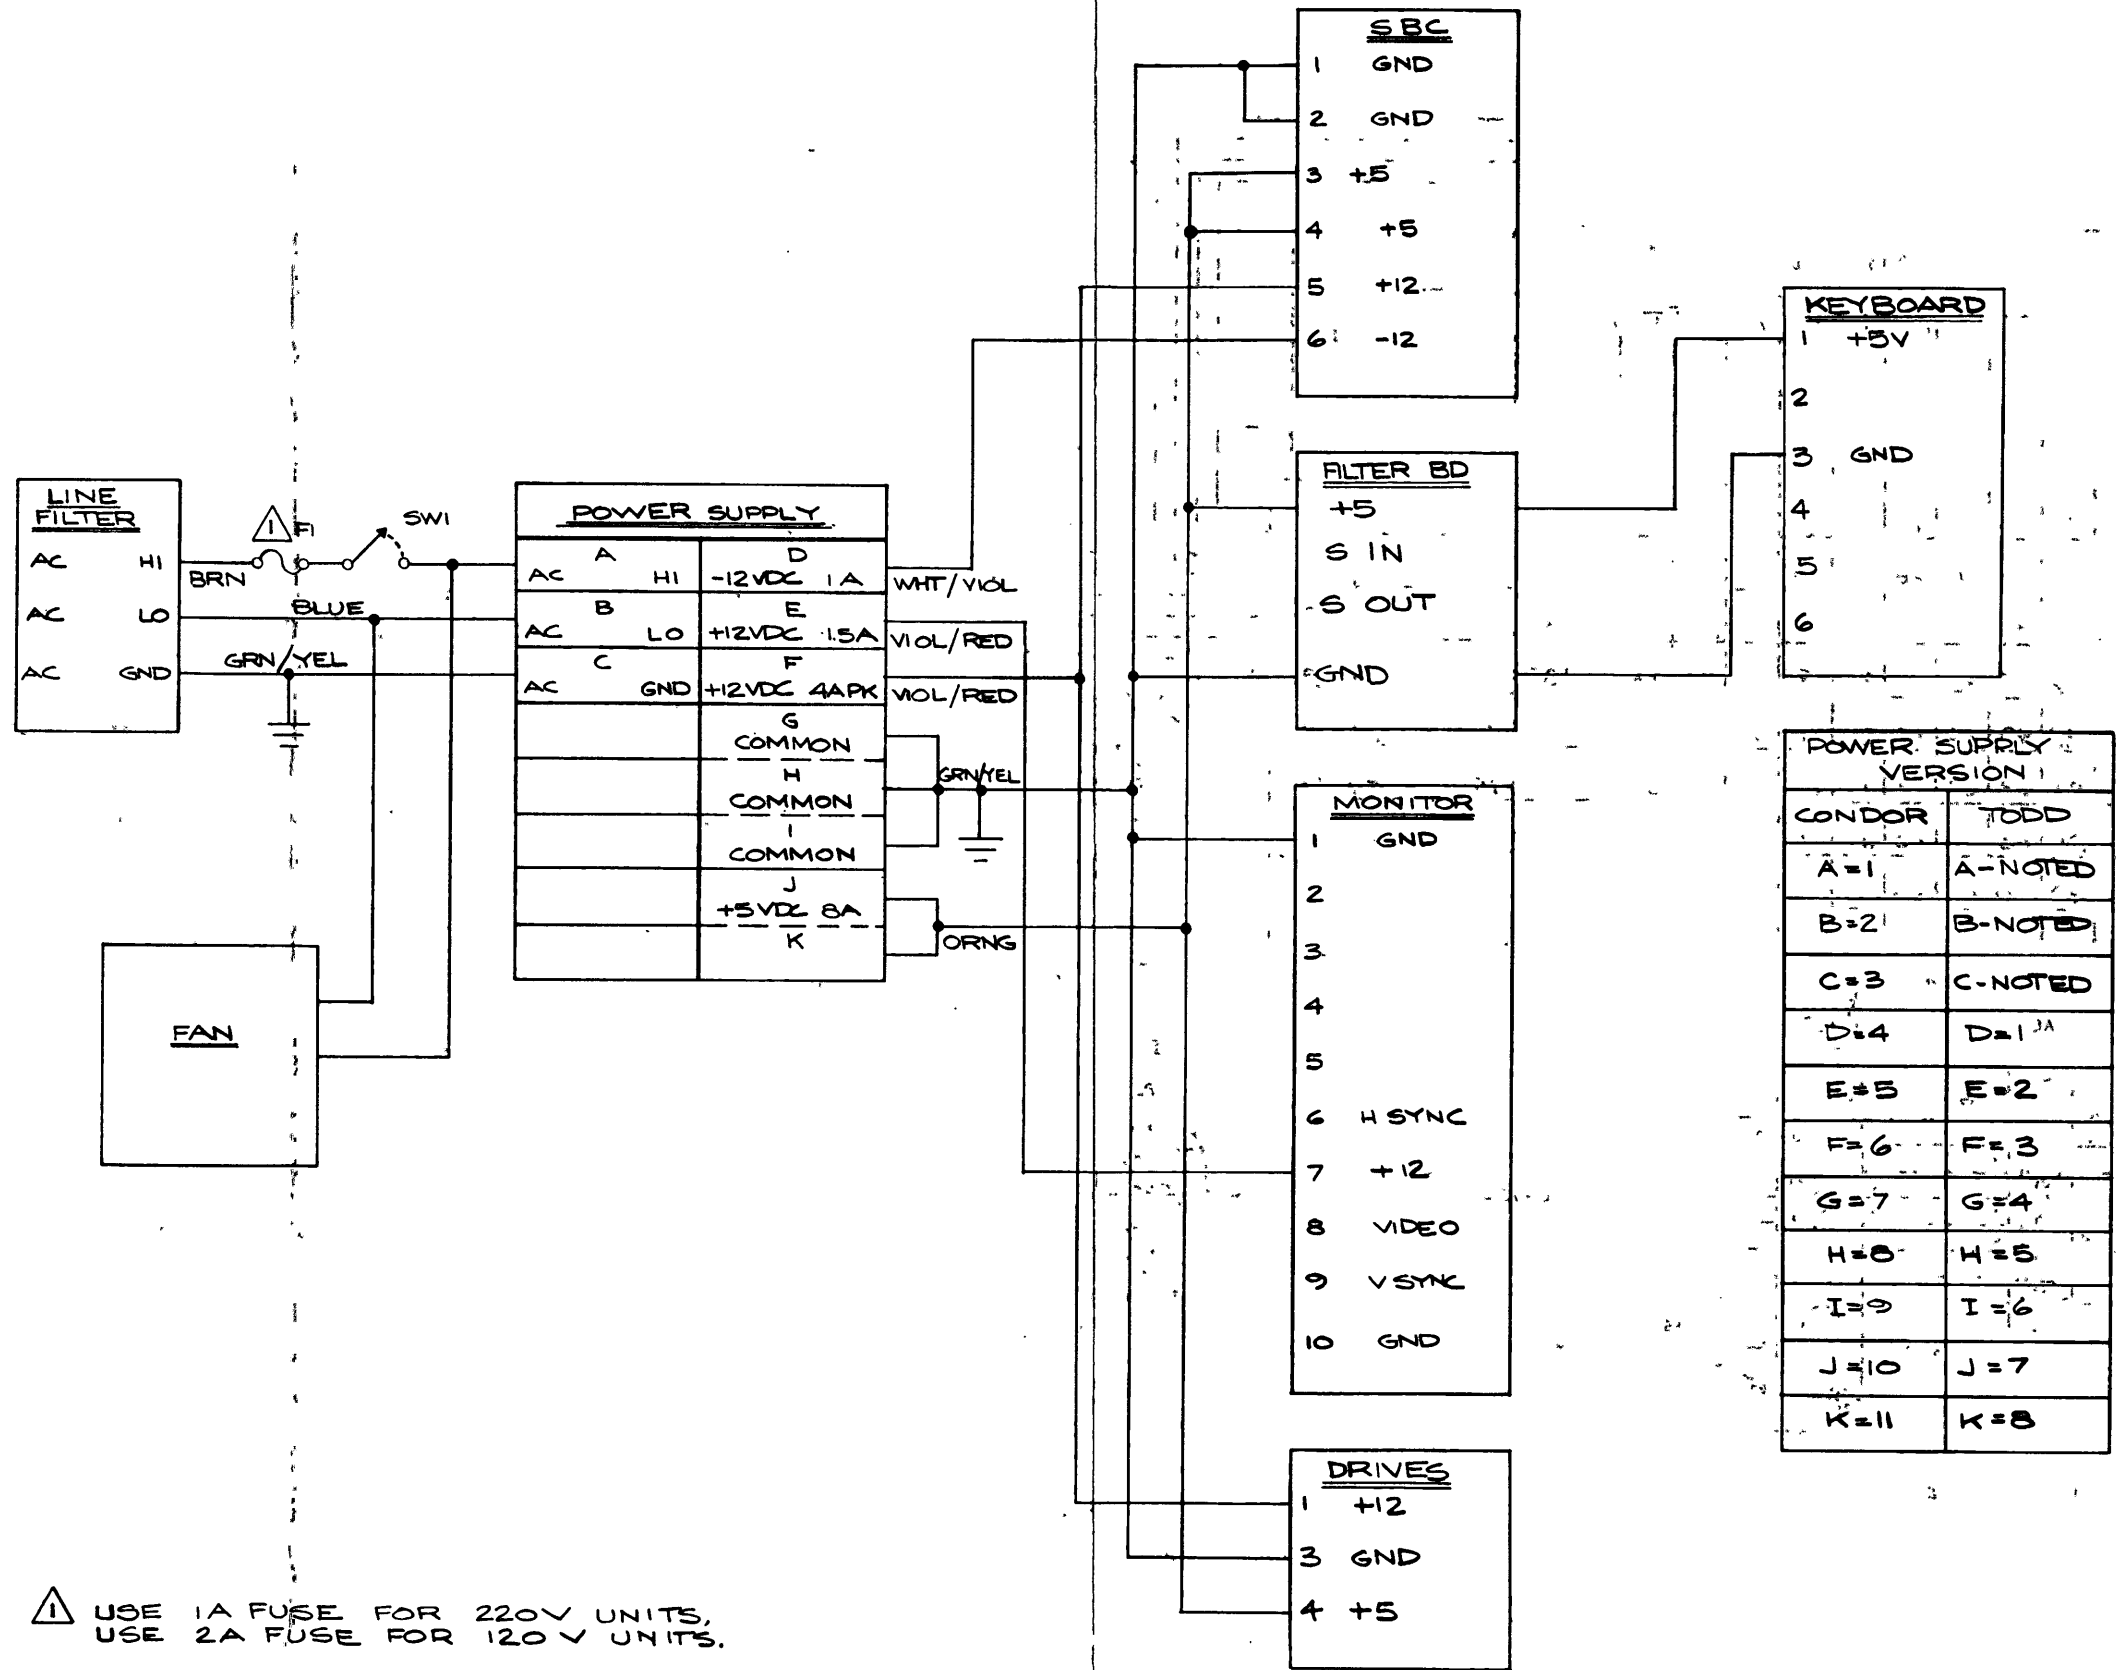 LINE
FILTER
AC HI
AC LO
AC GND
BRN
1
F1
SW1
BLUE
GRN/YEL
FAN
POWER SUPPLY
A
AC HI
D
-12VDC 1A
B
AC LO
E
+12VDC 1.5A
C
AC GND
F
+12VDC 4APK
G
COMMON
H
COMMON
I
COMMON
J
+5VDC 8A
K
WHT/VIOL
VIOL/RED
VIOL/RED
GRN/YEL
ORNG
SBC
1 GND
2 GND
3 +5
4 +5
5 +12
6 -12
FILTER BD
+5
S IN
S OUT
GND
MONITOR
1 GND
2
3
4
5
6 H SYNC
7 +12
8 VIDEO
9 V SYNC
10 GND
DRIVES
1 +12
3 GND
4 +5
KEYBOARD
1 +5V
2
3 GND
4
5
6
POWER SUPPLY
VERSION
CONDOR TODD
A=1 A-NOTED
B=2 B-NOTED
C=3 C-NOTED
D=4 D=1
E=5 E=2
F=6 F=3
G=7 G=4
H=8 H=5
I=9 I=6
J=10 J=7
K=11 K=8
1 USE 1A FUSE FOR 220V UNITS.
USE 2A FUSE FOR 120V UNITS.